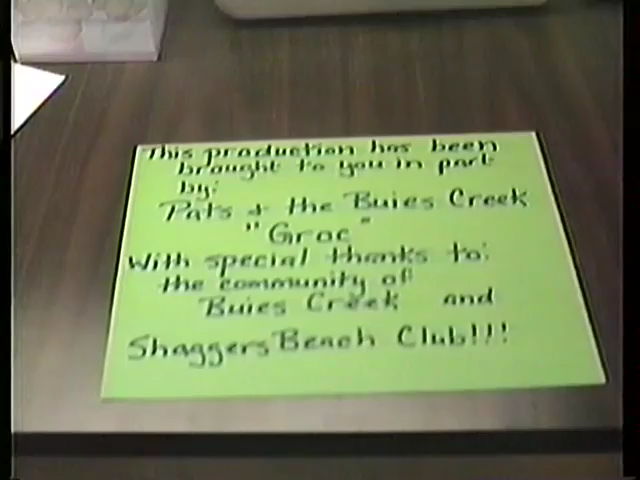 This production has been
brought to you in part
by:
Pats + the Buies Creek
"Groc"
With special thanks to:
the community of
Buies Creek and
Shaggers Beach Club!!!